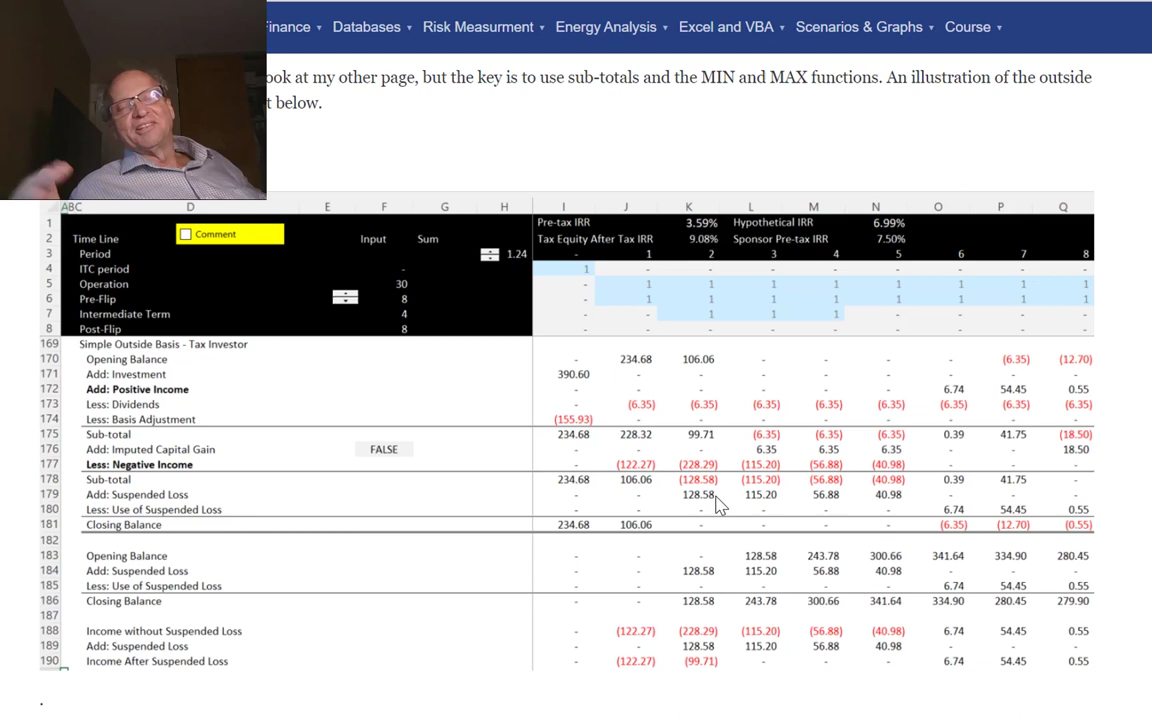 inance Databases Risk Measurment Energy Analysis Excel and VBA Scenarios & Graphs Course
ook at my other page, but the key is to use sub-totals and the MIN and MAX functions. An illustration of the outside
t below.
ABC D E F G H I J K L M N O P Q
1 Pre-tax IRR 3.59% Hypothetical IRR 6.99%
2 Time Line Comment Input Sum Tax Equity After Tax IRR 9.08% Sponsor Pre-tax IRR 7.50%
3 Period 1.24 - 1 2 3 4 5 6 7 8
4 ITC period - 1 - - - - - - - -
5 Operation 30 - 1 1 1 1 1 1 1 1
6 Pre-Flip 8 - 1 1 1 1 1 1 1 1
7 Intermediate Term 4 - - 1 1 1 - - - -
8 Post-Flip 8 - - - - - - - - -
169 Simple Outside Basis - Tax Investor
170 Opening Balance - 234.68 106.06 - - - - (6.35) (12.70)
171 Add: Investment 390.60 - - - - - - - -
172 Add: Positive Income - - - - - - 6.74 54.45 0.55
173 Less: Dividends - (6.35) (6.35) (6.35) (6.35) (6.35) (6.35) (6.35) (6.35)
174 Less: Basis Adjustment (155.93) - - - - - - - -
175 Sub-total 234.68 228.32 99.71 (6.35) (6.35) (6.35) 0.39 41.75 (18.50)
176 Add: Imputed Capital Gain FALSE - - - 6.35 6.35 6.35 - - 18.50
177 Less: Negative Income - (122.27) (228.29) (115.20) (56.88) (40.98) - - -
178 Sub-total 234.68 106.06 (128.58) (115.20) (56.88) (40.98) 0.39 41.75 -
179 Add: Suspended Loss - - 128.58 115.20 56.88 40.98 - - -
180 Less: Use of Suspended Loss - - - - - - 6.74 54.45 0.55
181 Closing Balance 234.68 106.06 - - - - (6.35) (12.70) (0.55)
182
183 Opening Balance - - - 128.58 243.78 300.66 341.64 334.90 280.45
184 Add: Suspended Loss - - 128.58 115.20 56.88 40.98 - - -
185 Less: Use of Suspended Loss - - - - - - 6.74 54.45 0.55
186 Closing Balance - - 128.58 243.78 300.66 341.64 334.90 280.45 279.90
187
188 Income without Suspended Loss - (122.27) (228.29) (115.20) (56.88) (40.98) 6.74 54.45 0.55
189 Add: Suspended Loss - - 128.58 115.20 56.88 40.98 - - -
190 Income After Suspended Loss - (122.27) (99.71) - - - 6.74 54.45 0.55
.